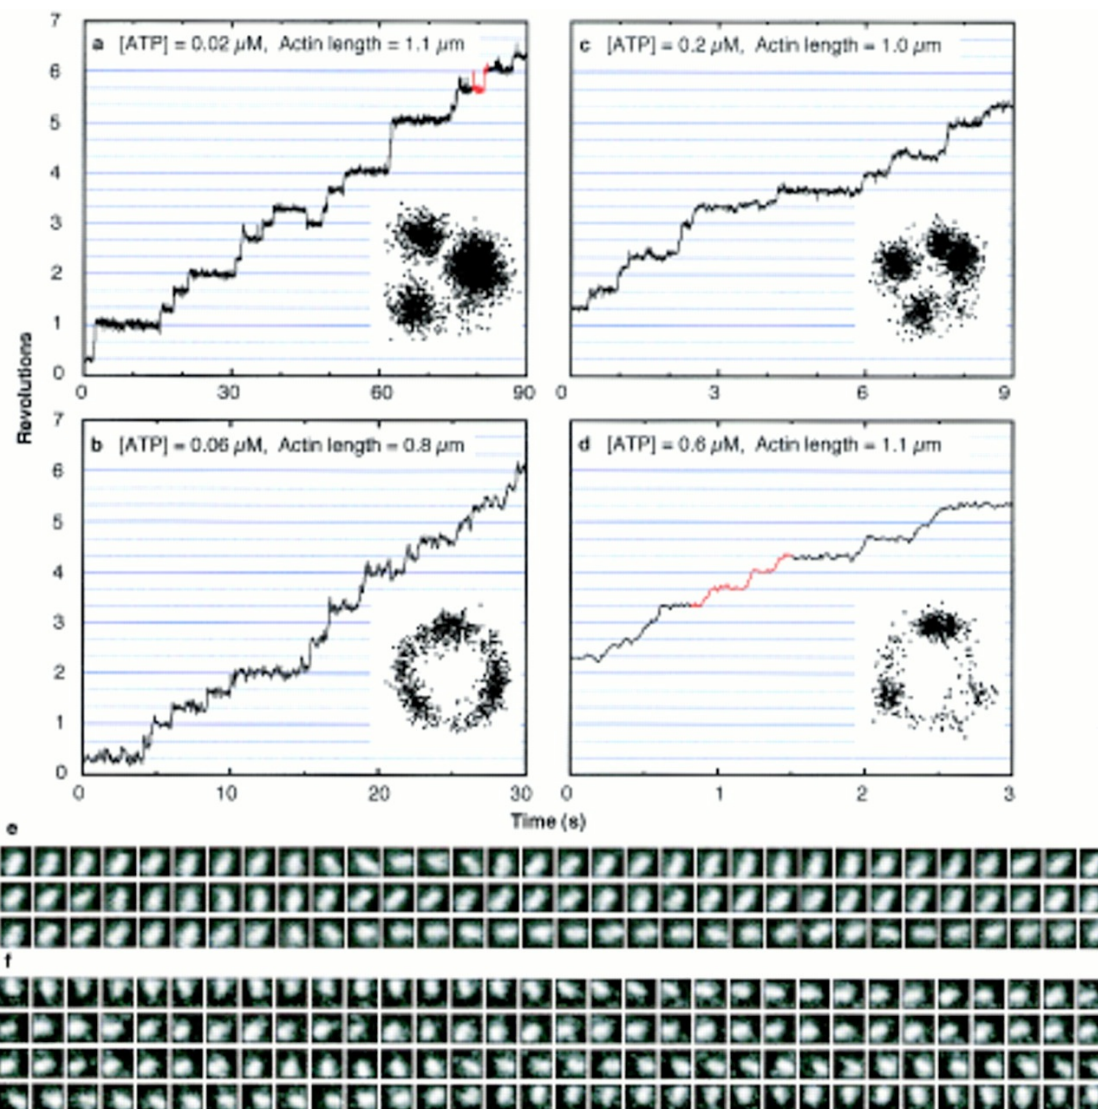 7
6
5
4
3
2
1
0
Revolutions
a [ATP] = 0.02 µM, Actin length = 1.1 µm
0 30 60 90
c [ATP] = 0.2 µM, Actin length = 1.0 µm
0 3 6 9
7
6
5
4
3
2
1
0
b [ATP] = 0.06 µM, Actin length = 0.8 µm
0 10 20 30
d [ATP] = 0.6 µM, Actin length = 1.1 µm
0 1 2 3
Time (s)
e
f